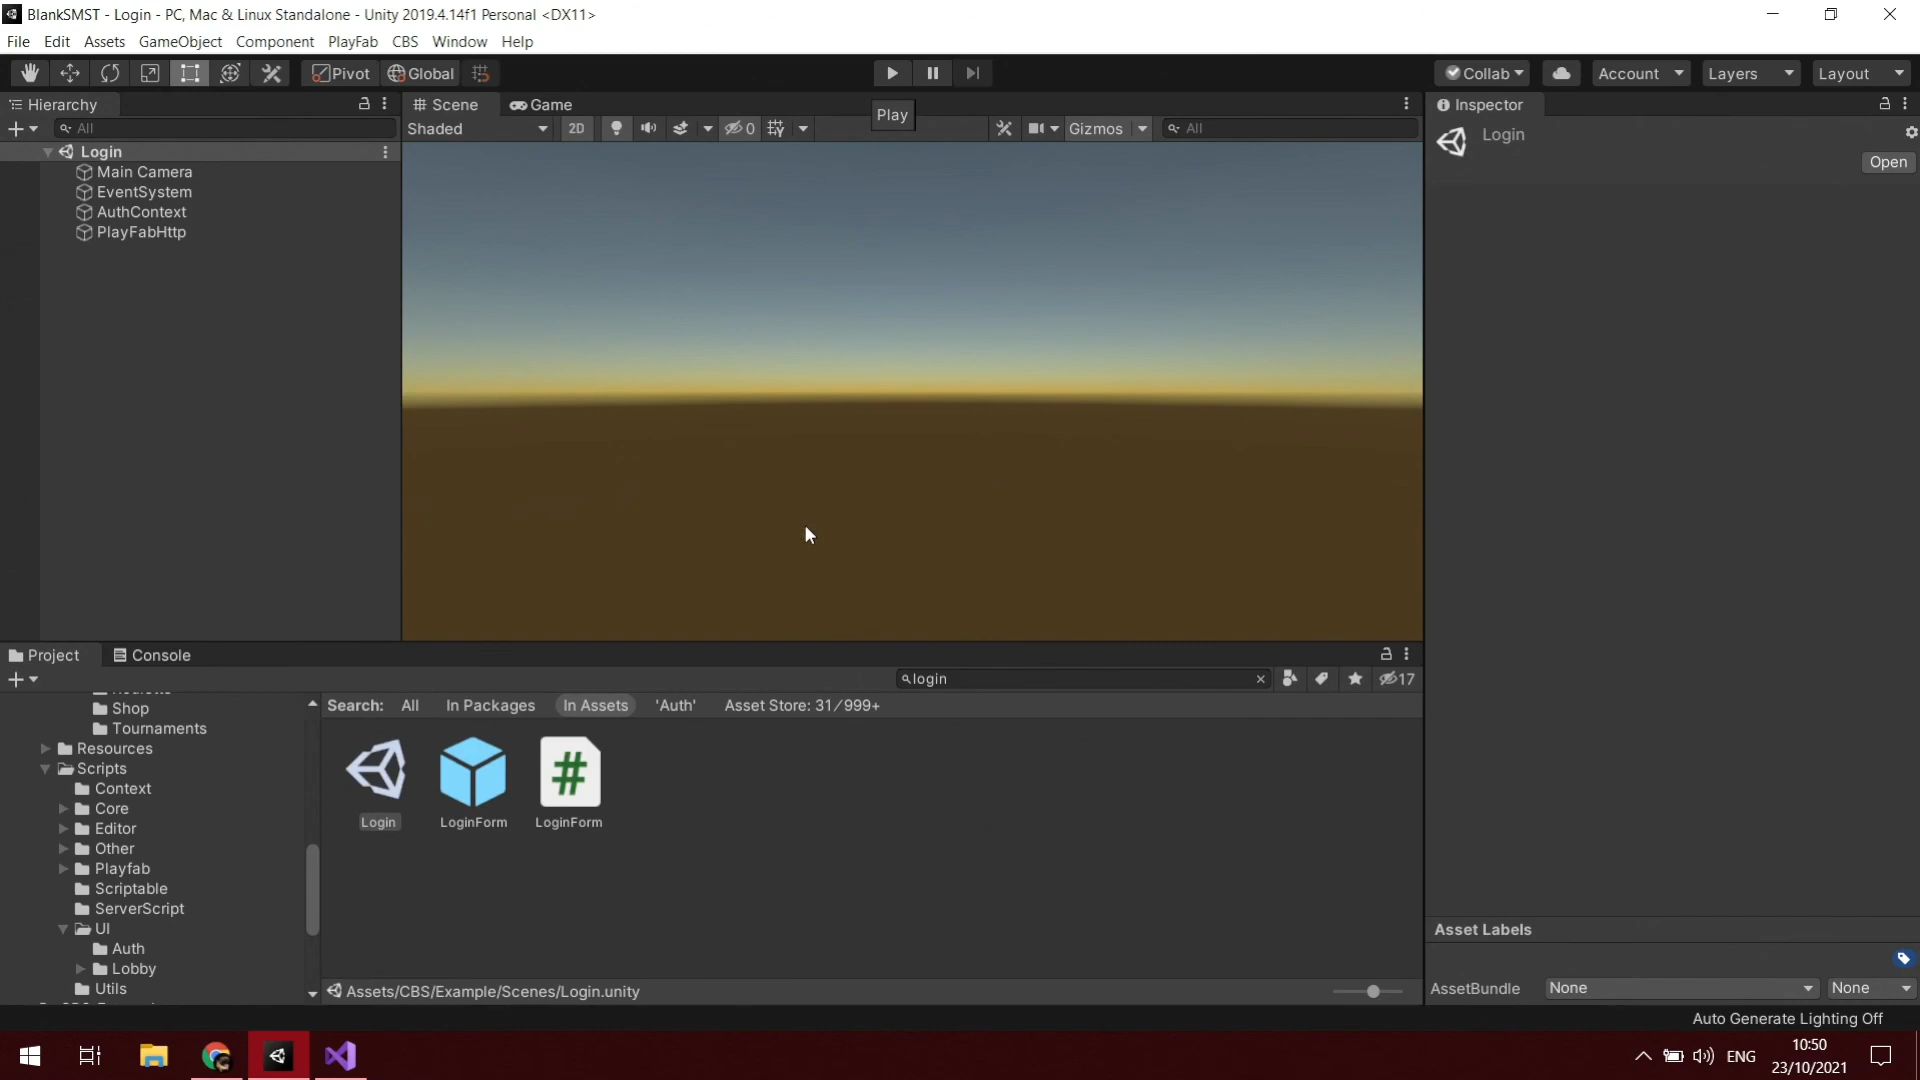 BlankSMST - Login - PC, Mac & Linux Standalone - Unity 2019.4.14f1 Personal <DX11>
File Edit Assets GameObject Component PlayFab CBS Window Help
Pivot Global Collab Account Layers Layout
Hierarchy Scene Game Play Inspector
All Shaded 2D 0 Gizmos All
Login Login
Open
Main Camera
EventSystem
AuthContext
PlayFabHttp
Project Console
login 17
Search: All In Packages In Assets 'Auth' Asset Store: 31/999+
Shop
Tournaments
Resources
Scripts
Context
Core
Editor
Other
Playfab
Scriptable
ServerScript
UI
Auth
Lobby
Utils
Login LoginForm LoginForm
#
Assets/CBS/Example/Scenes/Login.unity
Asset Labels
AssetBundle None None
Auto Generate Lighting Off
ENG 10:50
23/10/2021